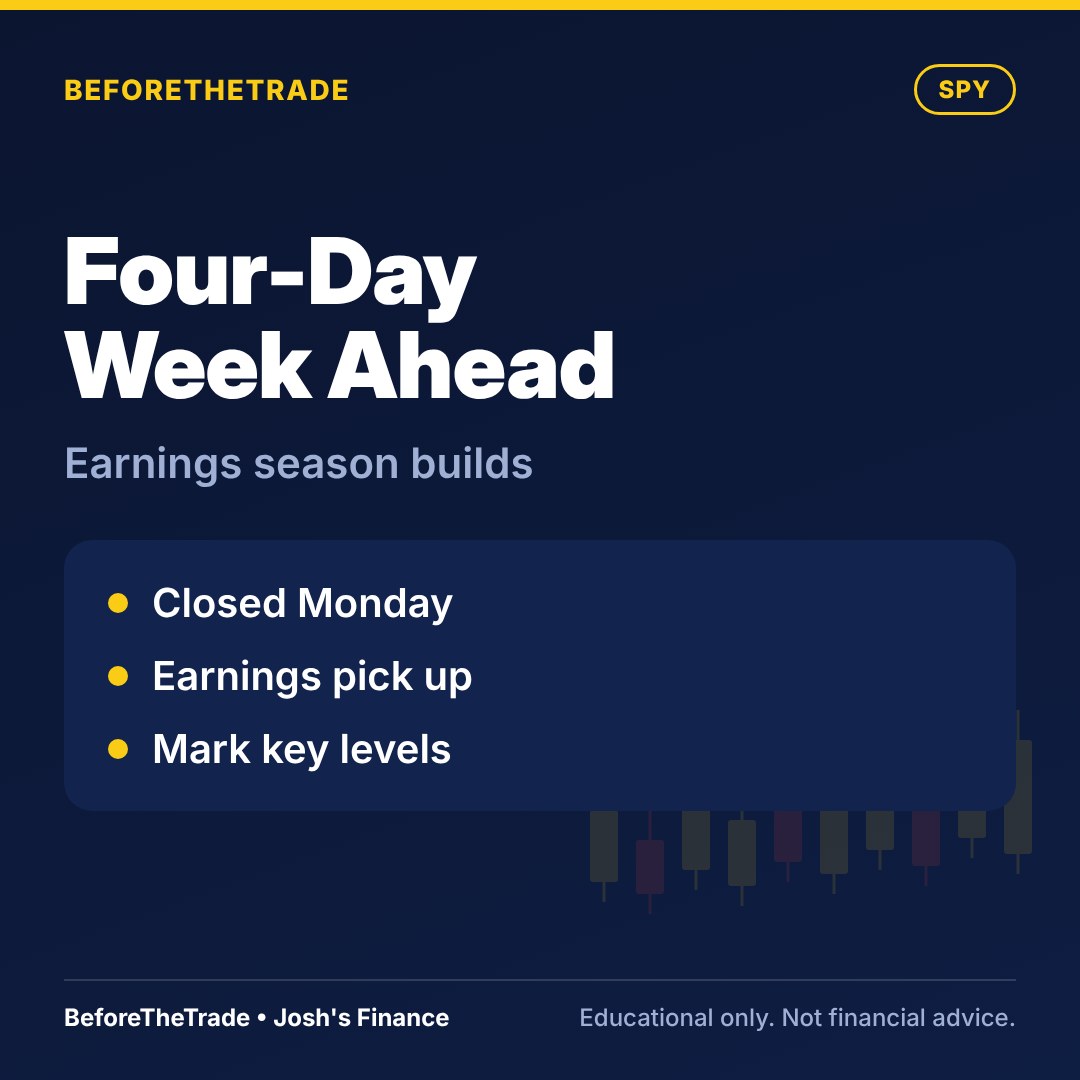 BEFORETHETRADE
SPY
Four-Day
Week Ahead
Earnings season builds
Closed Monday
Earnings pick up
Mark key levels
BeforeTheTrade • Josh's Finance
Educational only. Not financial advice.